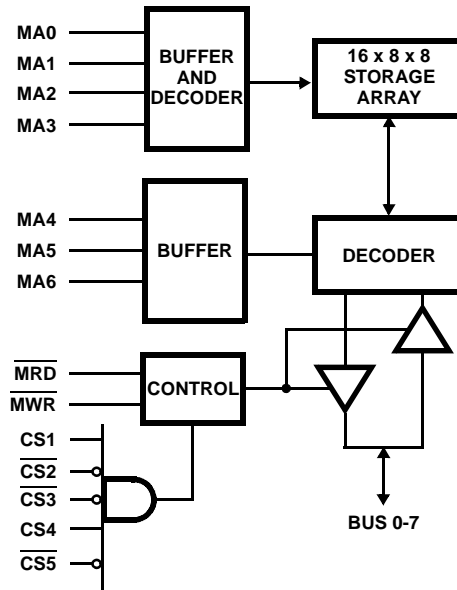 MA0
MA1
MA2
MA3
BUFFER
AND
DECODER
16 x 8 x 8
STORAGE
ARRAY
MA4
MA5
MA6
BUFFER
DECODER
MRD
MWR
CONTROL
CS1
CS2
CS3
CS4
CS5
BUS 0-7